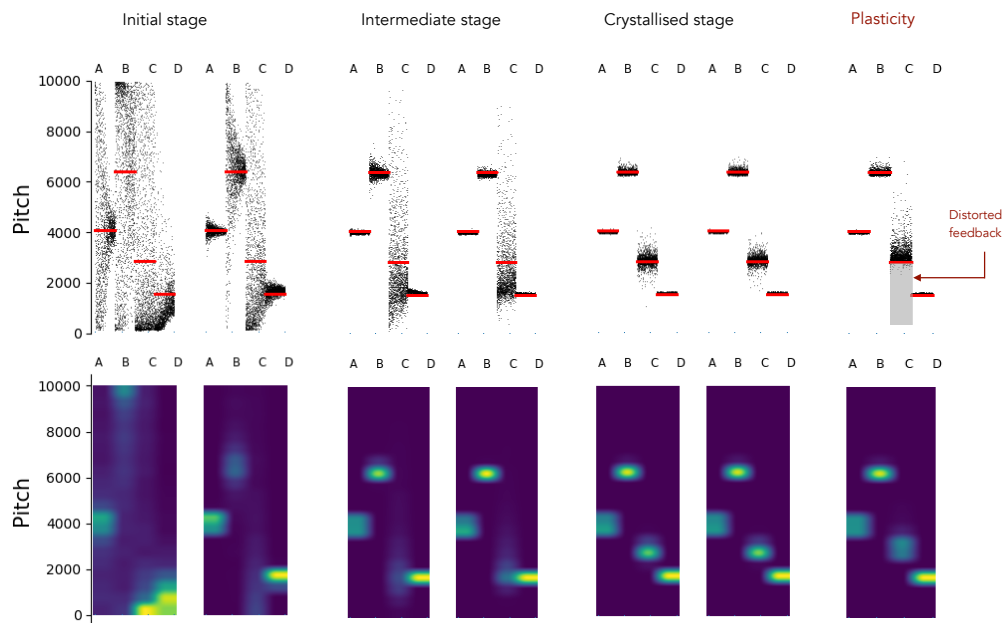 Initial stage Intermediate stage Crystallised stage Plasticity
A B C D A B C D A B C D A B C D A B C D A B C D A B C D
10000
8000
6000
4000
2000
0
Pitch
Distorted
feedback
A B C D A B C D A B C D A B C D A B C D A B C D A B C D
10000
8000
6000
4000
2000
0
Pitch